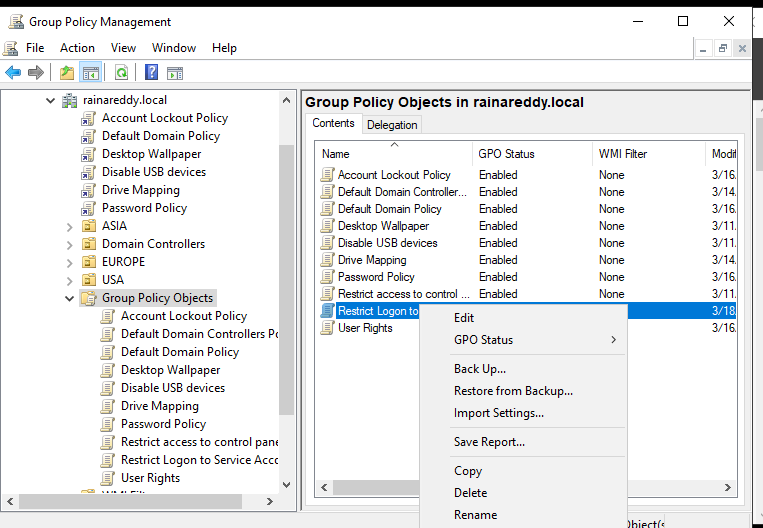 Group Policy Management
File Action View Window Help
rainareddy.local
Account Lockout Policy
Default Domain Policy
Desktop Wallpaper
Disable USB devices
Drive Mapping
Password Policy
ASIA
Domain Controllers
EUROPE
USA
Group Policy Objects
Account Lockout Policy
Default Domain Controllers Po
Default Domain Policy
Desktop Wallpaper
Disable USB devices
Drive Mapping
Password Policy
Restrict access to control pane
Restrict Logon to Service Acco
User Rights
Group Policy Objects in rainareddy.local
Contents Delegation
Name GPO Status WMI Filter Modif
Account Lockout Policy Enabled None 3/16.
Default Domain Controller... Enabled None 3/14.
Default Domain Policy Enabled None 3/16.
Desktop Wallpaper Enabled None 3/11.
Disable USB devices Enabled None 3/11.
Drive Mapping Enabled None 3/14.
Password Policy Enabled None 3/16.
Restrict access to control ... Enabled None 3/11.
Restrict Logon to 3/18.
User Rights 3/16.
Edit
GPO Status
Back Up...
Restore from Backup...
Import Settings...
Save Report...
Copy
Delete
Rename